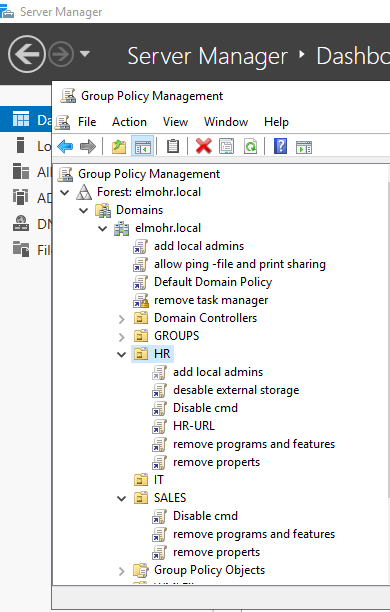 Server Manager
Server Manager • Dashbo
Group Policy Management
File Action View Window Help
Da
Group Policy Management
Lo
Forest: elmohr.local
All
Domains
AD
elmohr.local
DN
add local admins
File
allow ping -file and print sharing
Default Domain Policy
remove task manager
Domain Controllers
GROUPS
HR
add local admins
desable external storage
Disable cmd
HR-URL
remove programs and features
remove properts
IT
SALES
Disable cmd
remove programs and features
remove properts
Group Policy Objects